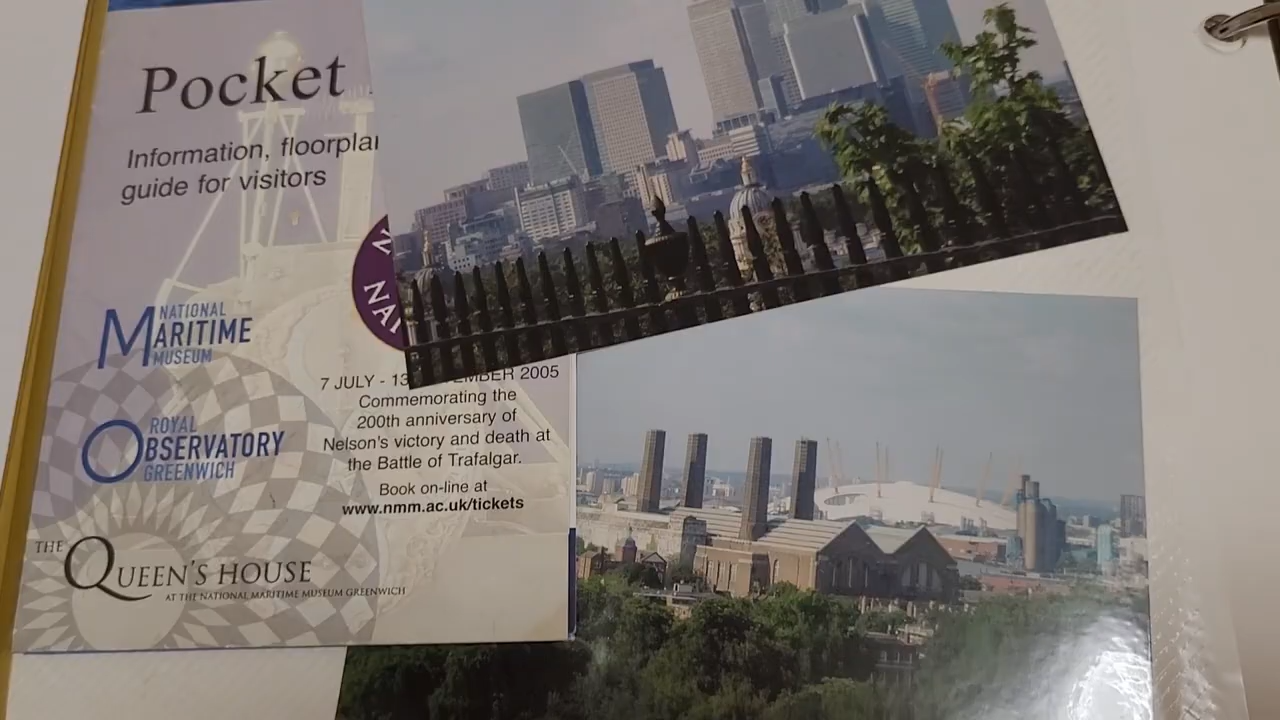 Pocket
Information, floorplan
guide for visitors
N
NA
NATIONAL
MARITIME
MUSEUM
7 JULY - 13 EMBER 2005
Commemorating the
200th anniversary of
Nelson's victory and death at
the Battle of Trafalgar.
Book on-line at
www.nmm.ac.uk/tickets
ROYAL
OBSERVATORY
GREENWICH
THE
QUEEN'S HOUSE
AT THE NATIONAL MARITIME MUSEUM GREENWICH